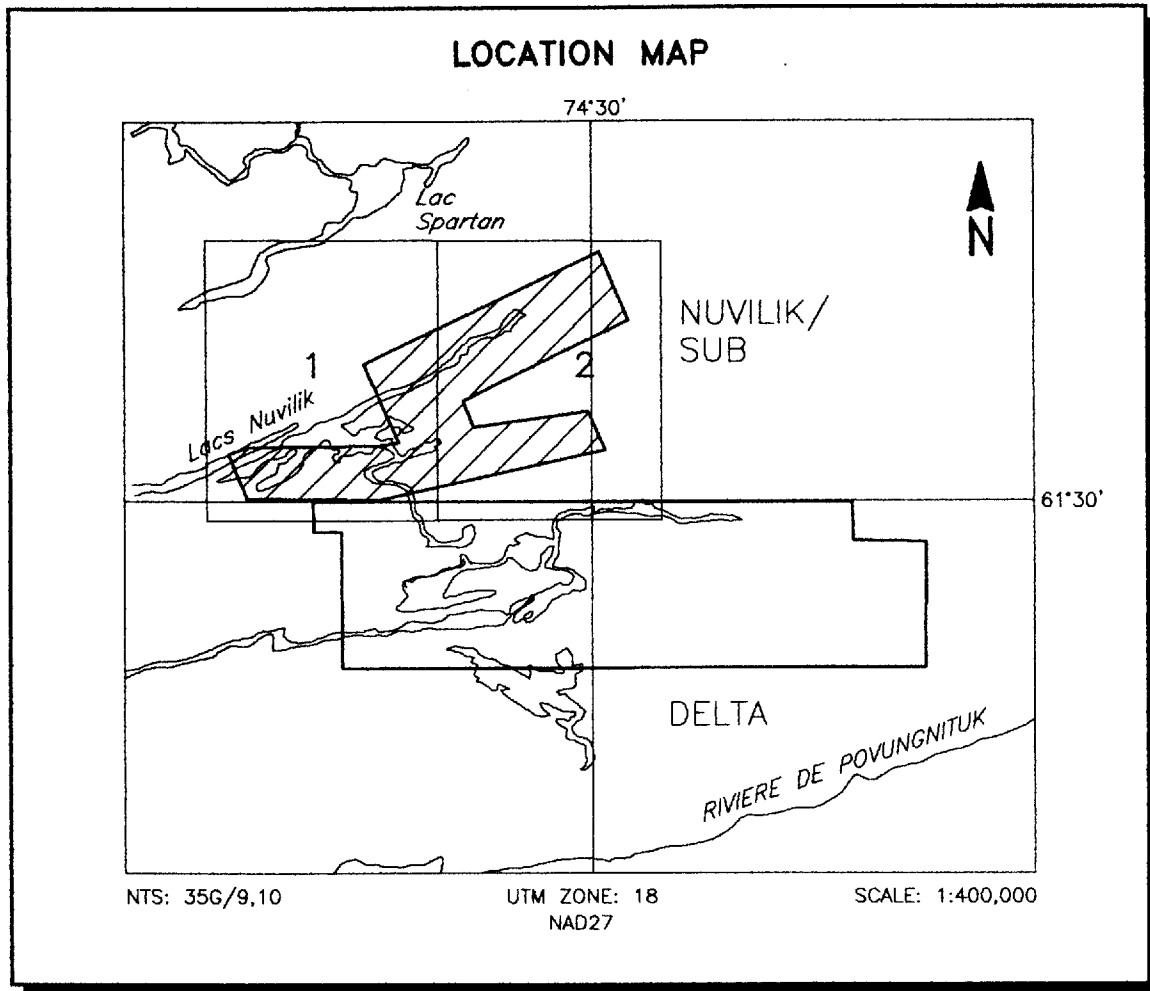 LOCATION MAP
74°30'
N
Lac
Spartan
NUVILIK/
SUB
1
2
Lacs Nuvilik
61°30'
DELTA
RIVIERE DE POVUNGNITUK
NTS: 35G/9,10
UTM ZONE: 18
SCALE: 1:400,000
NAD27